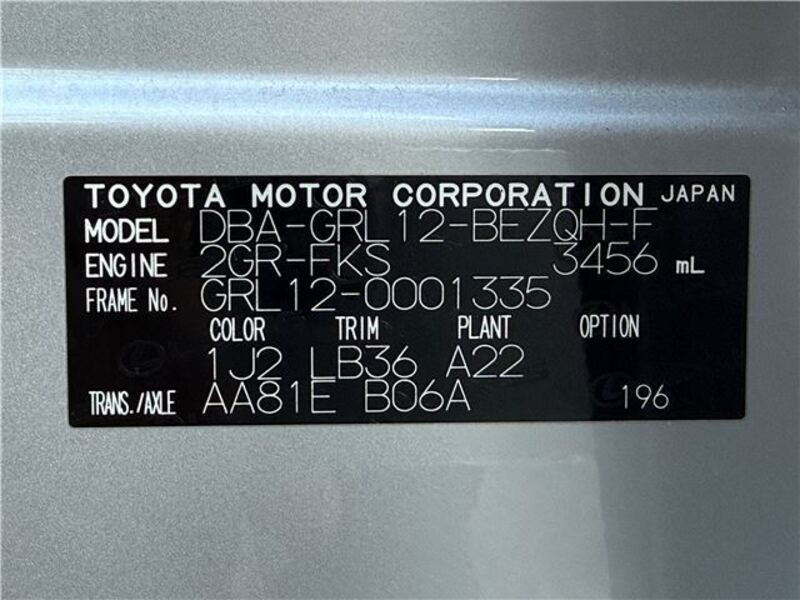 TOYOTA MOTOR CORPORATION JAPAN
MODEL DBA-GRL12-BEZQH-F
ENGINE 2GR-FKS 3456 mL
FRAME No. GRL12-0001335
COLOR TRIM PLANT OPTION
1J2 LB36 A22
TRANS./AXLE AA81E B06A 196